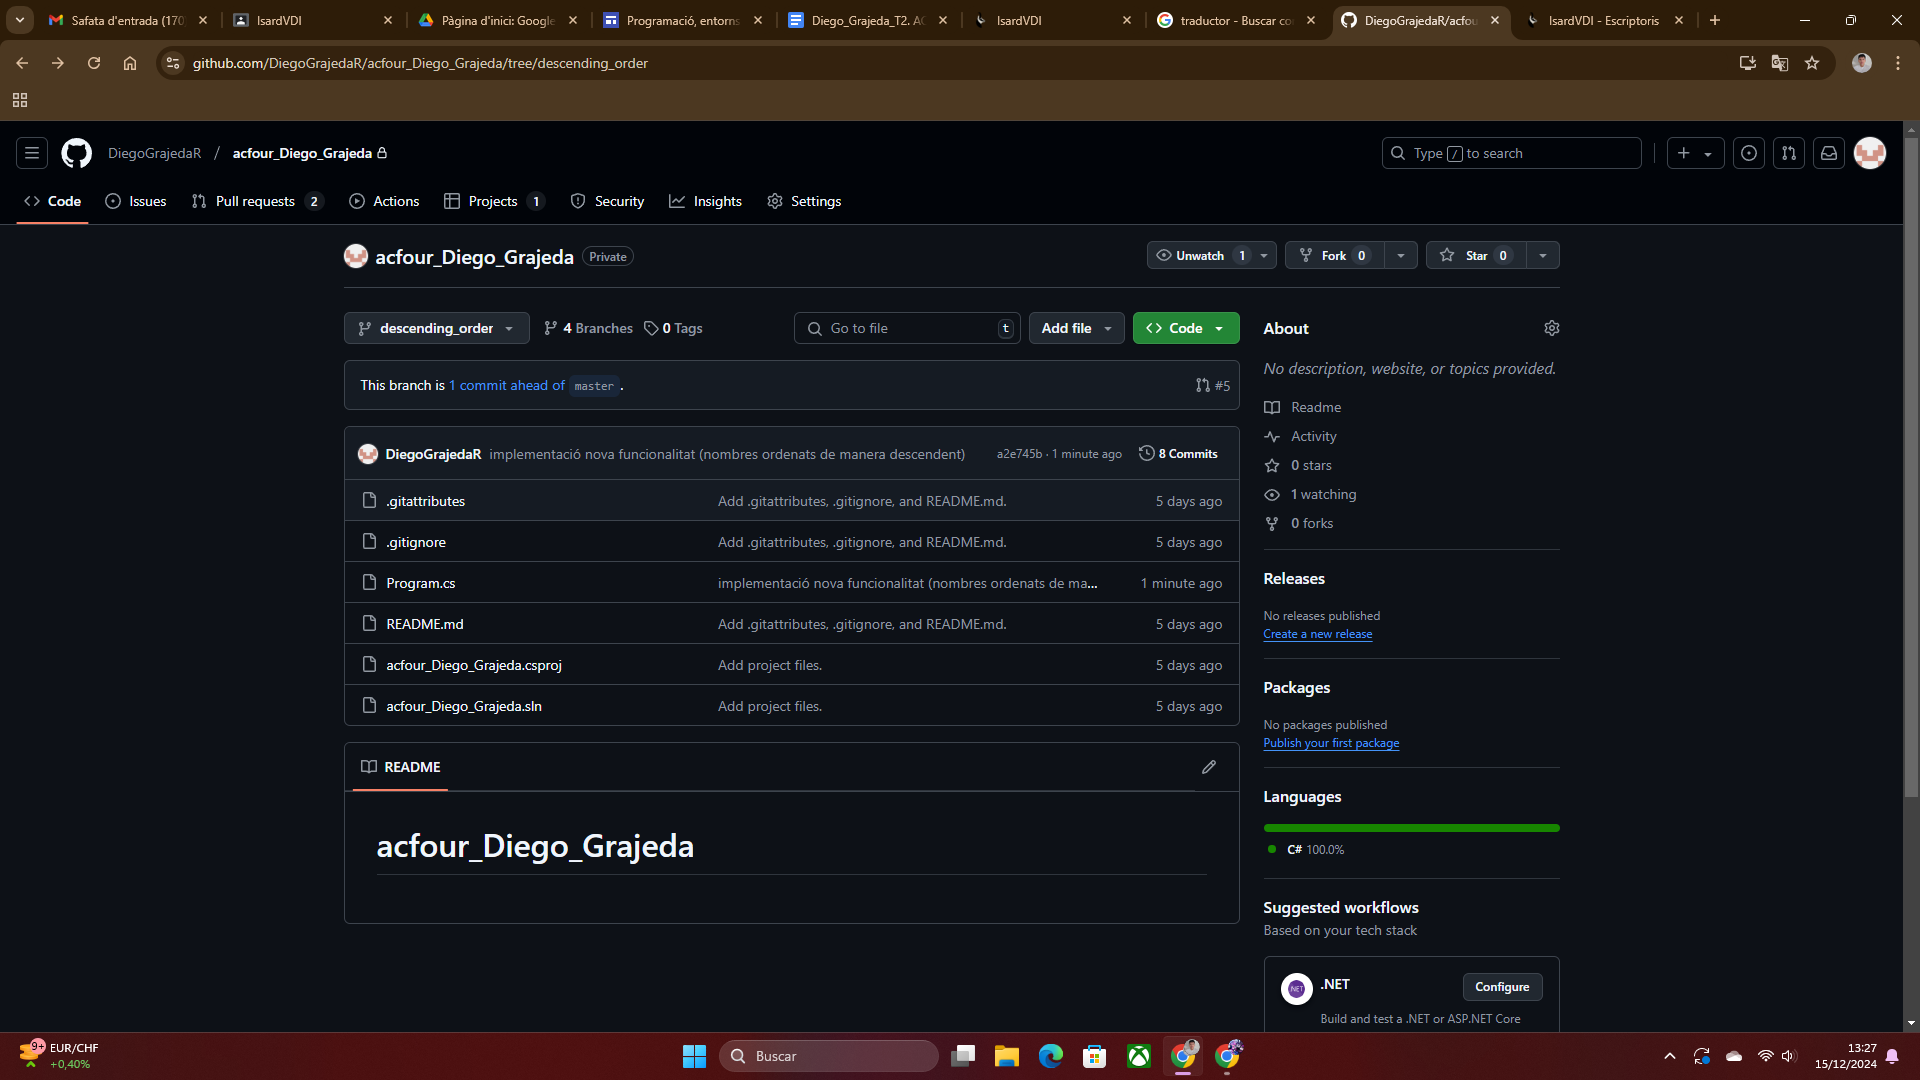 Safata d'entrada (170
IsardVDI
Pàgina d'inici: Google
Programació, entorns
Diego_Grajeda_T2. AC
IsardVDI
traductor - Buscar co
DiegoGrajedaR/acfou
IsardVDI - Escriptoris
github.com/DiegoGrajedaR/acfour_Diego_Grajeda/tree/descending_order
DiegoGrajedaR / acfour_Diego_Grajeda
Type / to search
Code
Issues
Pull requests 2
Actions
Projects 1
Security
Insights
Settings
acfour_Diego_Grajeda Private
Unwatch 1
Fork 0
Star 0
descending_order
4 Branches
0 Tags
Go to file t
Add file
Code
This branch is 1 commit ahead of master .
#5
DiegoGrajedaR implementació nova funcionalitat (nombres ordenats de manera descendent) a2e745b · 1 minute ago 8 Commits
.gitattributes Add .gitattributes, .gitignore, and README.md. 5 days ago
.gitignore Add .gitattributes, .gitignore, and README.md. 5 days ago
Program.cs implementació nova funcionalitat (nombres ordenats de ma... 1 minute ago
README.md Add .gitattributes, .gitignore, and README.md. 5 days ago
acfour_Diego_Grajeda.csproj Add project files. 5 days ago
acfour_Diego_Grajeda.sln Add project files. 5 days ago
README
acfour_Diego_Grajeda
About
No description, website, or topics provided.
Readme
Activity
0 stars
1 watching
0 forks
Releases
No releases published
Create a new release
Packages
No packages published
Publish your first package
Languages
C# 100.0%
Suggested workflows
Based on your tech stack
.NET
.NET
Configure
Build and test a .NET or ASP.NET Core
9+
EUR/CHF
+0,40%
Buscar
13:27
15/12/2024